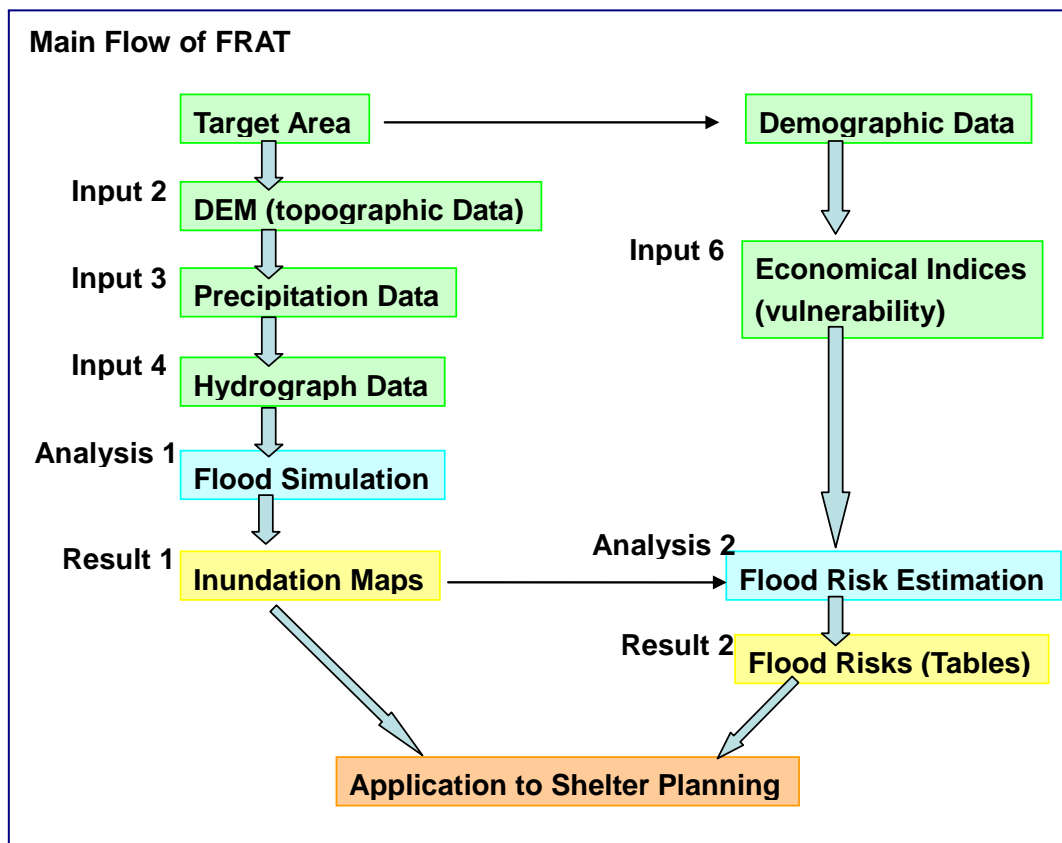 Main Flow of FRAT
Target Area
Demographic Data
Input 2
DEM (topographic Data)
Input 3
Precipitation Data
Input 4
Hydrograph Data
Input 6
Economical Indices
(vulnerability)
Analysis 1
Flood Simulation
Result 1
Inundation Maps
Analysis 2
Flood Risk Estimation
Result 2
Flood Risks (Tables)
Application to Shelter Planning